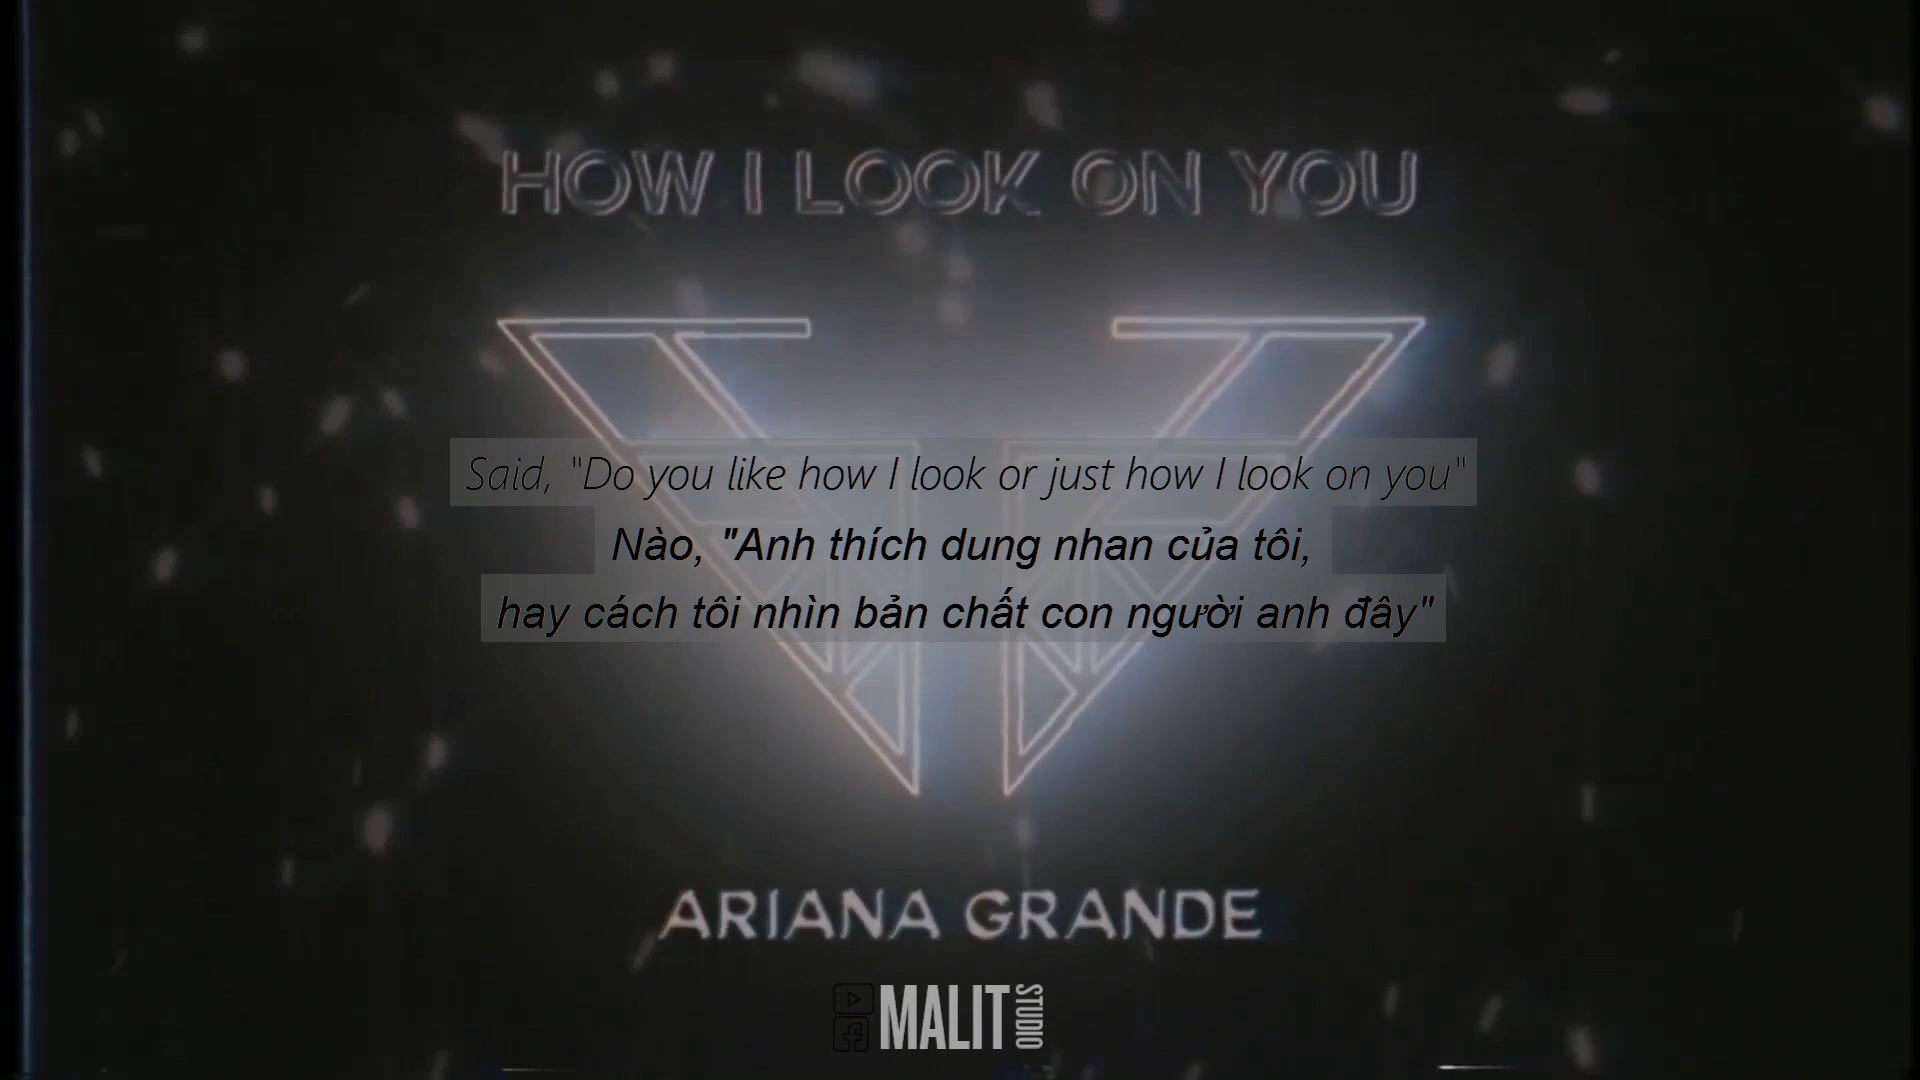 HOW I LOOK ON YOU
Said, "Do you like how I look or just how I look on you"
Nào, "Anh thích dung nhan của tôi,
hay cách tôi nhìn bản chất con người anh đây"
ARIANA GRANDE
MALIT STUDIO